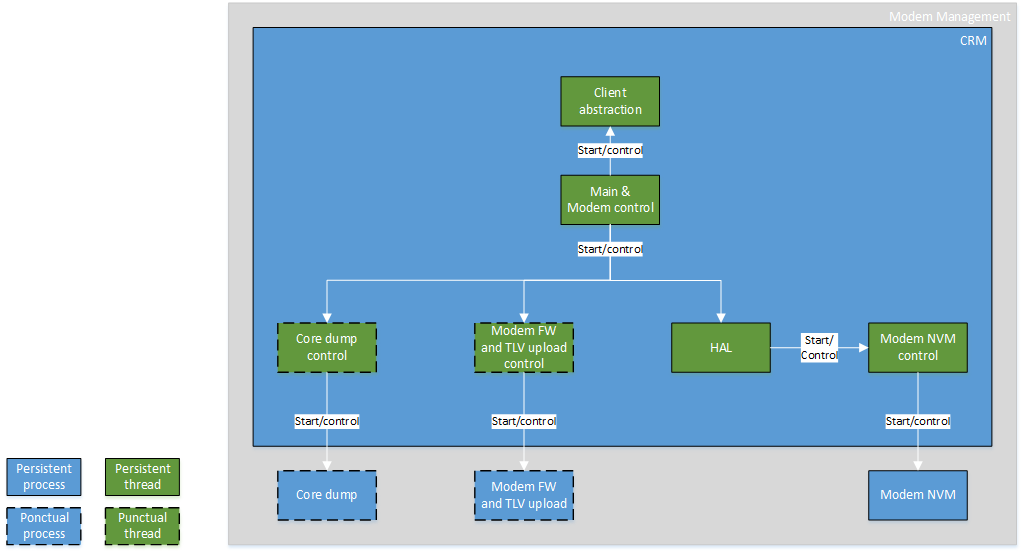 Modem Management
CRM
Client
abstraction
Start/control
Main &
Modem control
Start/control
Core dump
control
Modem FW
and TLV upload
control
HAL
Start/
Control
Modem NVM
control
Start/control
Start/control
Start/control
Persistent
process
Persistent
thread
Core dump
Modem FW
and TLV upload
Modem NVM
Ponctual
process
Punctual
thread